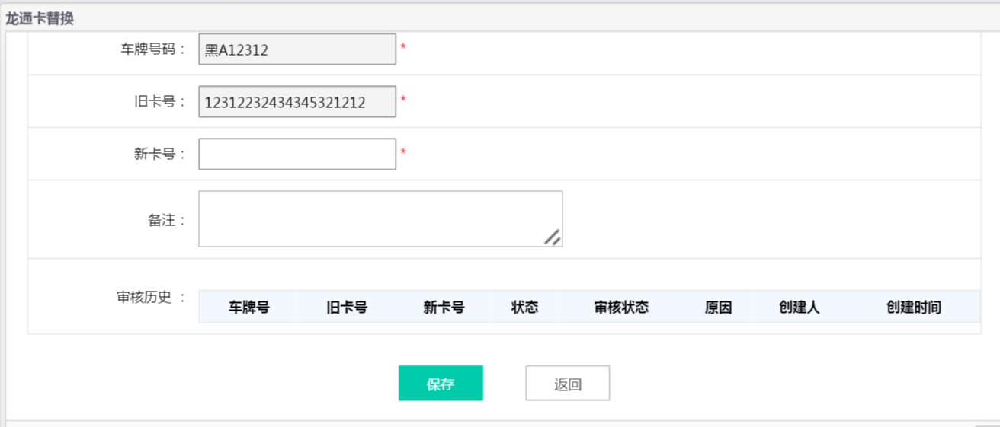 龙通卡替换
车牌号码： 黑A12312 *
旧卡号： 12312232434345321212 *
新卡号： *
备注：
审核历史 ：
车牌号 旧卡号 新卡号 状态 审核状态 原因 创建人 创建时间
保存 返回